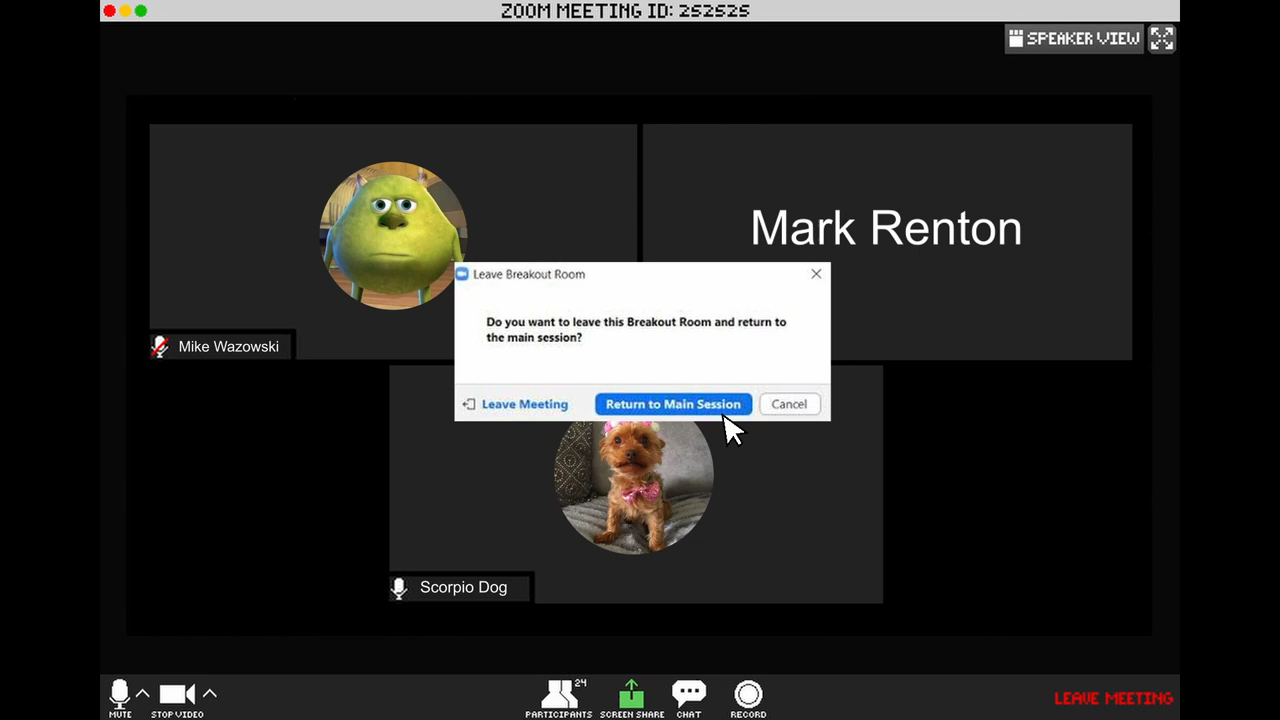 ZOOM MEETING ID: 252525
SPEAKER VIEW
Mark Renton
Leave Breakout Room
Do you want to leave this Breakout Room and return to
the main session?
Leave Meeting
Return to Main Session
Cancel
Mike Wazowski
Scorpio Dog
MUTE
STOP VIDEO
PARTICIPANTS
24
SCREEN SHARE
CHAT
RECORD
LEAVE MEETING